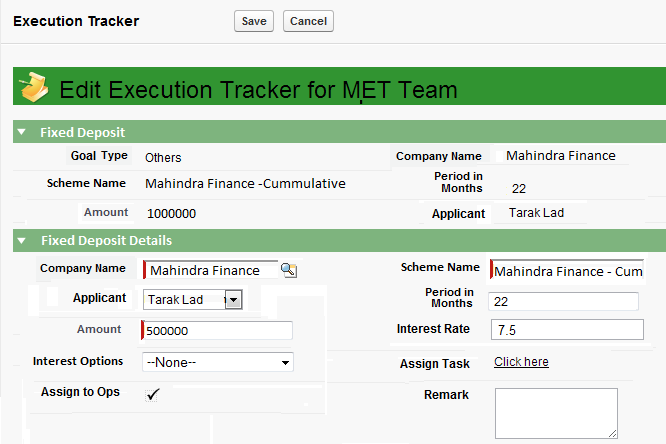 Execution Tracker Save Cancel
Edit Execution Tracker for MET Team
Fixed Deposit
Goal Type Others Company Name Mahindra Finance
Scheme Name Mahindra Finance -Cummulative Period in Months 22
Amount 1000000 Applicant Tarak Lad
Fixed Deposit Details
Company Name Mahindra Finance Scheme Name Mahindra Finance - Cum
Applicant Tarak Lad Period in Months 22
Amount 500000 Interest Rate 7.5
Interest Options --None-- Assign Task Click here
Assign to Ops Remark